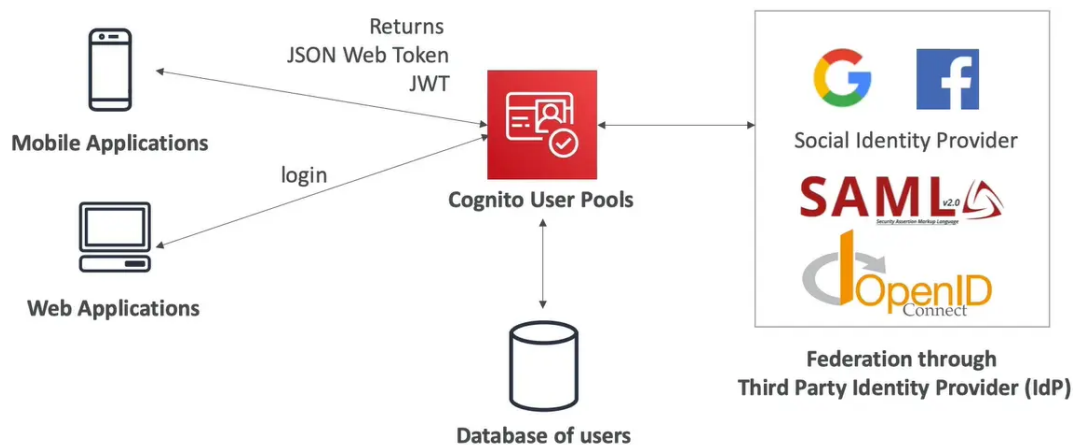 Returns
JSON Web Token
JWT
Mobile Applications
login
Cognito User Pools
Web Applications
Database of users
Social Identity Provider
SAML v2.0
Security Assertion Markup Language
OpenID
Connect
Federation through
Third Party Identity Provider (IdP)